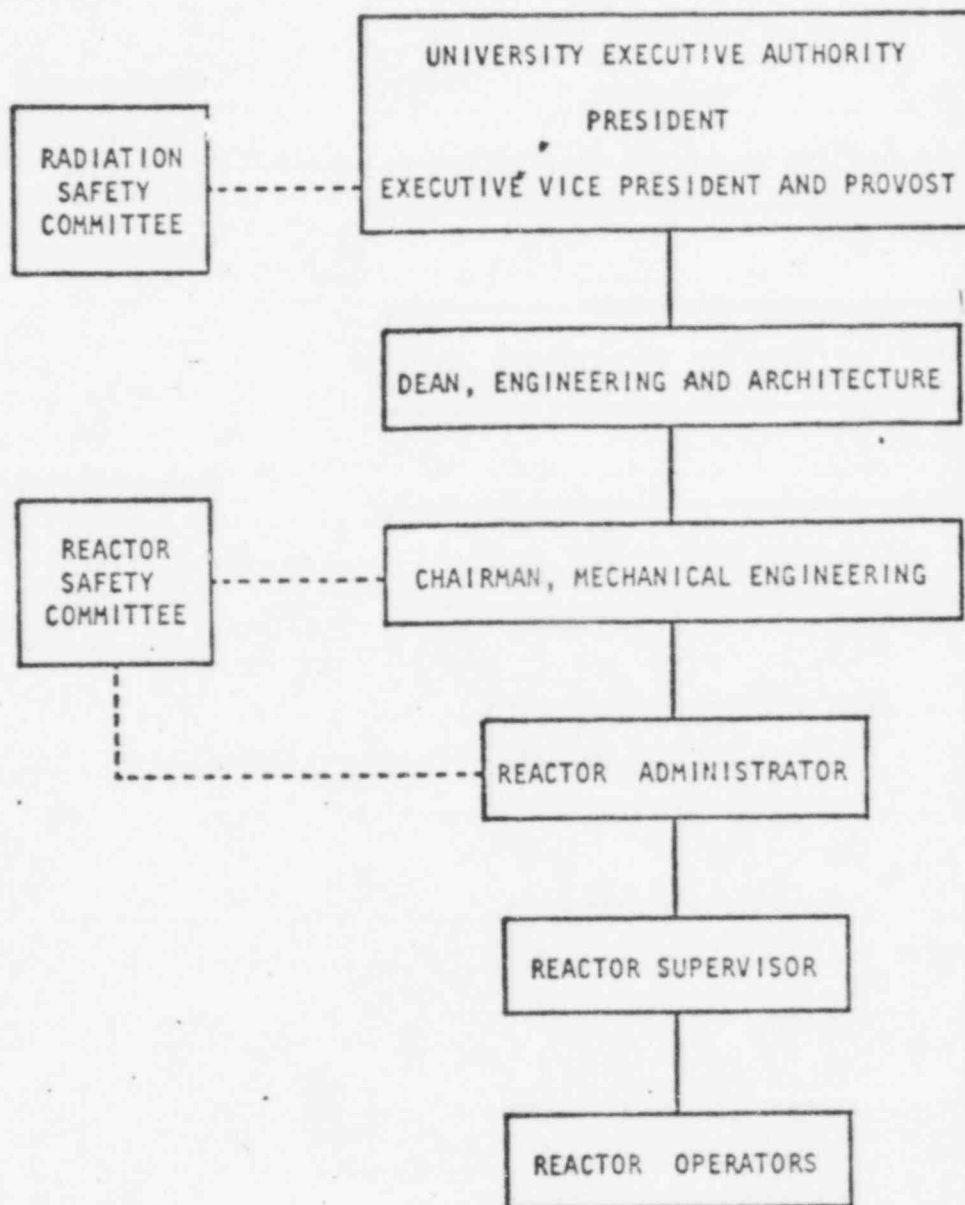 UNIVERSITY EXECUTIVE AUTHORITY
PRESIDENT
EXECUTIVE VICE PRESIDENT AND PROVOST
RADIATION
SAFETY
COMMITTEE
DEAN, ENGINEERING AND ARCHITECTURE
REACTOR
SAFETY
COMMITTEE
CHAIRMAN, MECHANICAL ENGINEERING
REACTOR ADMINISTRATOR
REACTOR SUPERVISOR
REACTOR OPERATORS